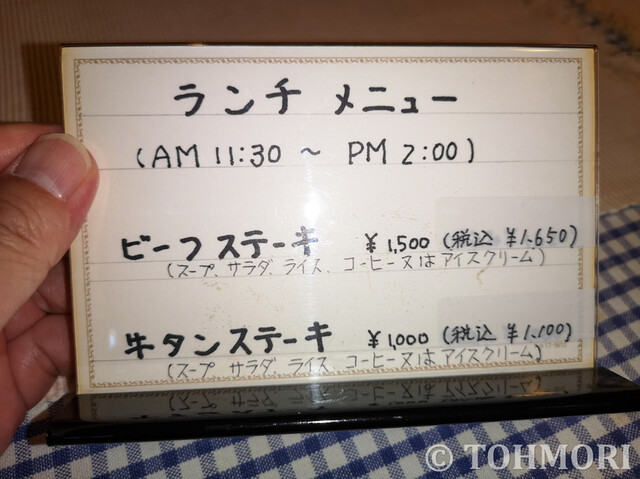 ランチ メニュー
(AM 11:30 ～ PM 2:00)
ビーフステーキ ¥1,500 (税込 ¥1.650)
(スープ、サラダ、ライス、コーヒー又はアイスクリーム)
牛タンステーキ ¥1,000 (税込 ¥1.100)
(スープ、サラダ、ライス、コーヒー又はアイスクリーム)
© TOHMORI